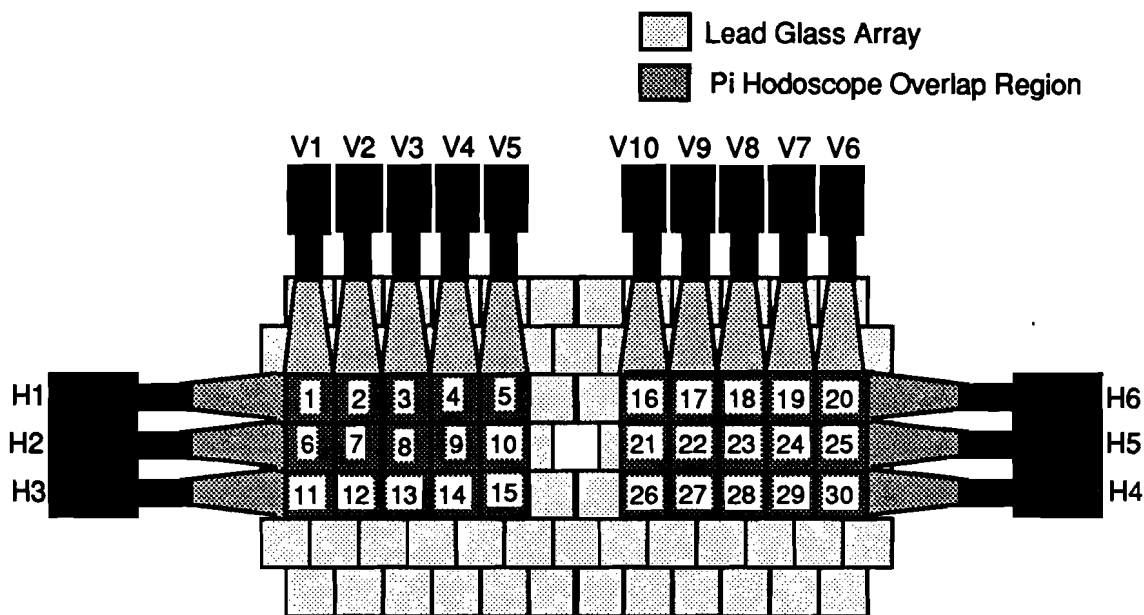 Lead Glass Array
Pi Hodoscope Overlap Region
V1 V2 V3 V4 V5 V10 V9 V8 V7 V6
H1 1 2 3 4 5 16 17 18 19 20 H6
H2 6 7 8 9 10 21 22 23 24 25 H5
H3 11 12 13 14 15 26 27 28 29 30 H4